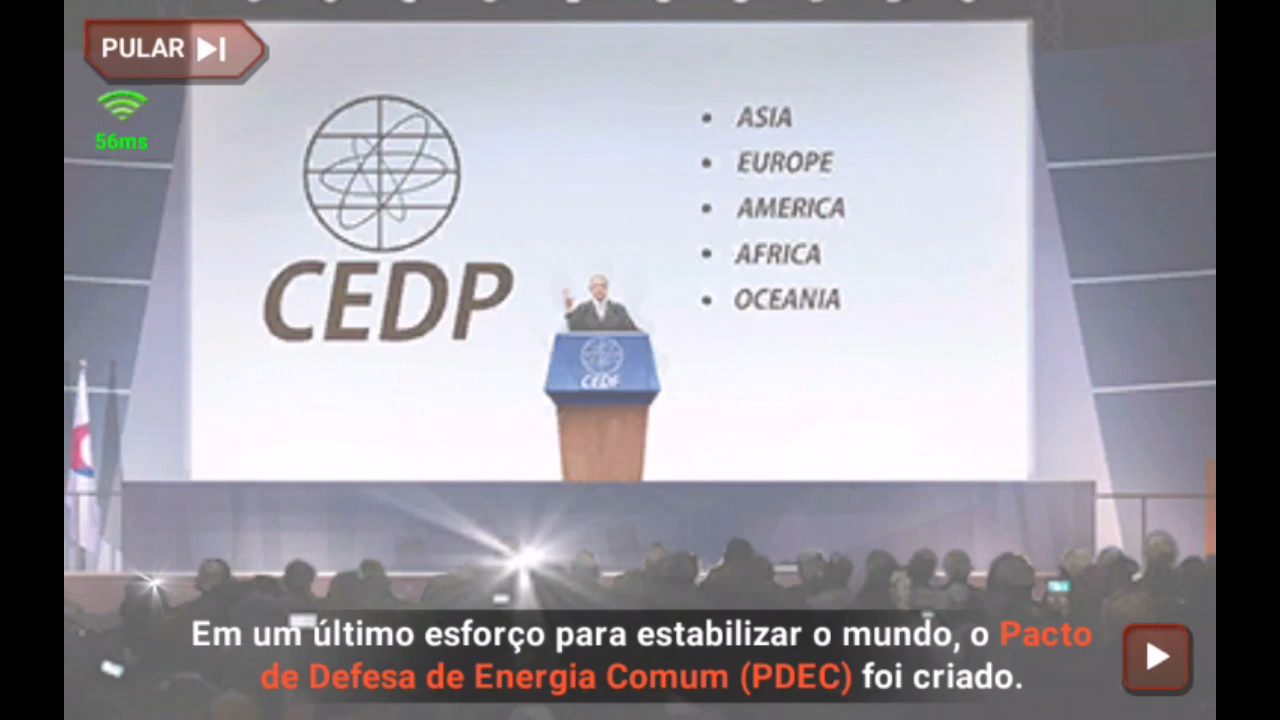 PULAR
56ms
• ASIA
• EUROPE
• AMERICA
• AFRICA
• OCEANIA
CEDP
CEDP
Em um último esforço para estabilizar o mundo, o Pacto
de Defesa de Energia Comum (PDEC) foi criado.